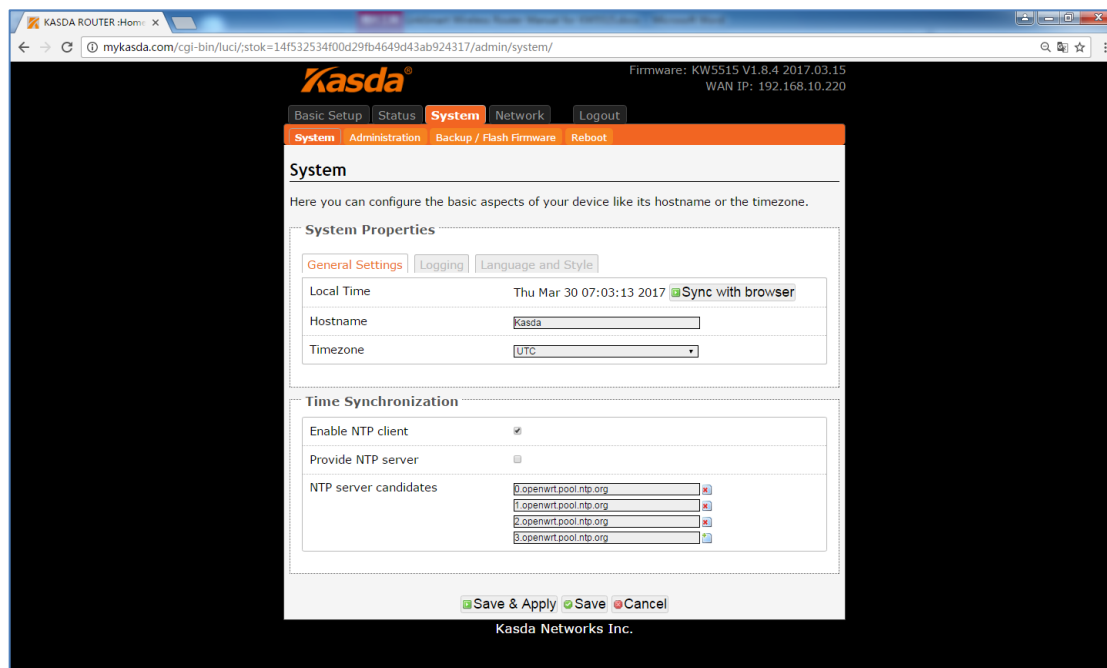 KASDA ROUTER :Home
mykasda.com/cgi-bin/luci/;stok=14f532534f00d29fb4649d43ab924317/admin/system/
Kasda®
Firmware: KW5515 V1.8.4 2017.03.15
WAN IP: 192.168.10.220
Basic Setup Status System Network Logout
System Administration Backup / Flash Firmware Reboot
System
Here you can configure the basic aspects of your device like its hostname or the timezone.
System Properties
General Settings Logging Language and Style
Local Time Thu Mar 30 07:03:13 2017 Sync with browser
Hostname Kasda
Timezone UTC
Time Synchronization
Enable NTP client
Provide NTP server
NTP server candidates 0.openwrt.pool.ntp.org
1.openwrt.pool.ntp.org
2.openwrt.pool.ntp.org
3.openwrt.pool.ntp.org
Save & Apply Save Cancel
Kasda Networks Inc.